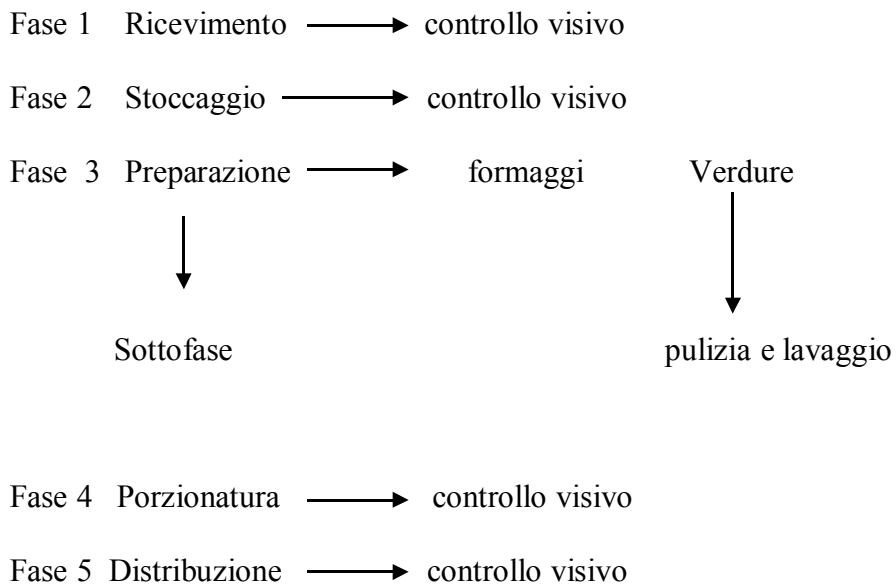 Fase 1 Ricevimento controllo visivo
Fase 2 Stoccaggio controllo visivo
Fase 3 Preparazione formaggi Verdure
Sottofase pulizia e lavaggio
Fase 4 Porzionatura controllo visivo
Fase 5 Distribuzione controllo visivo